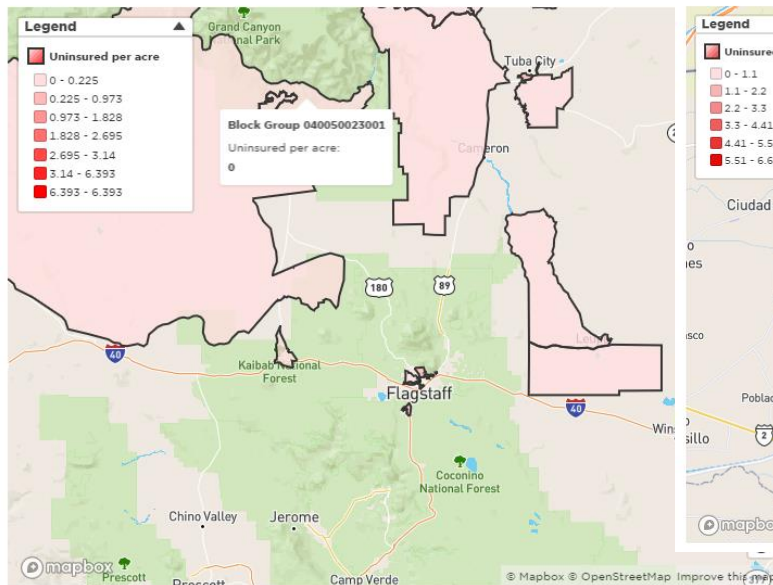 Legend
Uninsured per acre
0 - 0.225
0.225 - 0.973
0.973 - 1.828
1.828 - 2.695
2.695 - 3.14
3.14 - 6.393
6.393 - 6.393
Grand Canyon
National Park
Block Group 040050023001
Uninsured per acre:
0
Tuba City
Cameron
180
89
40
Kaibab National
Forest
Flagstaff
40
Coconino
National Forest
Chino Valley
Jerome
Camp Verde
Prescott
Prescott
mapbox
© Mapbox © OpenStreetMap Improve this
Legend
Uninsured
0 - 1.1
1.1 - 2.2
2.2 - 3.3
3.3 - 4.41
4.41 - 5.5
5.51 - 6.6
Ciudad
2
mapbo